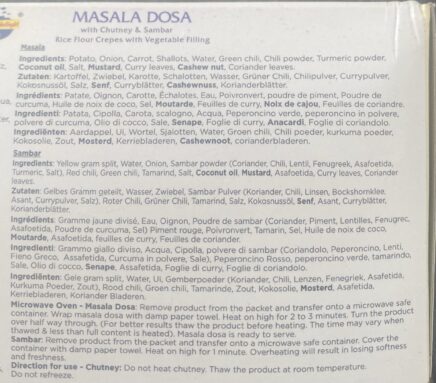 MASALA DOSA
with Chutney & Sambar
Rice Flour Crepes with Vegetable Filling
Masala
Ingredients: Potato, Onion, Carrot, Shallots, Water, Green chili, Chili powder, Turmeric powder,
Coconut oil, Salt, Mustard, Curry leaves, Cashew nut, Coriander leaves.
Zutaten: Kartoffel, Zwiebel, Karotte, Schalotten, Wasser, Grüner Chili, Chilipulver, Currypulver,
Kokosnussöl, Salz, Senf, Curryblätter, Cashewnuss, Korianderblätter.
Ingrédients: Patate, Oignon, Carotte, Échalotes, Eau, Poivronvert, poudre de piment, Poudre de
curcuma, Huile de noix de coco, Sel, Moutarde, Feuilles de curry, Noix de cajou, Feuilles de coriandre.
Ingredienti: Patata, Cipolla, Carota, scalogno, Acqua, Peperoncino verde, peperoncino in polvere,
polvere di curcuma, Olio di cocco, Sale, Senape, Foglie di curry, Anacardi, Foglie di coriandolo.
Ingrediënten: Aardappel, Ui, Wortel, Sjalotten, Water, Groen chili, Chili poeder, kurkuma poeder,
Kokosolie, Zout, Mosterd, Kerriebladeren, Cashewnoot, corianderbladeren.
Sambar
Ingredients: Yellow gram split, Water, Onion, Sambar powder (Coriander, Chili, Lentil, Fenugreek, Asafoetida,
Turmeric, Salt), Red chili, Green chili, Tamarind, Salt, Coconut oil, Mustard, Asafoetida, Curry leaves, Coriander
leaves.
Zutaten: Gelbes Gramm geteilt, Wasser, Zwiebel, Sambar Pulver (Koriander, Chili, Linsen, Bockshornklee,
Asant, Currypulver, Salz), Roter Chili, Grüner Chili, Tamarind, Salz, Kokosnussöl, Senf, Asant, Curryblätter,
Korianderblätter.
Ingrédients: Gramme jaune divisé, Eau, Oignon, Poudre de sambar (Coriander, Piment, Lentilles, Fenugrec,
Asafoetida, Poudre de curcuma, Sel) Piment rouge, Poivronvert, Tamarin, Sel, Huile de noix de coco,
Moutarde, Asafoetida, feuilles de curry, Feuilles de coriander.
Ingredienti: Grammo giallo diviso, Acqua, Cipolla, polvere di sambar (Coriandolo, Peperoncino, Lenti,
Fieno Greco, Assafetida, Curcuma in polvere, Sale), Peperoncino Rosso, peperoncino verde, tamarindo,
Sale, Olio di cocco, Senape, Assafetida, Foglie di curry, Foglie di coriandolo.
Ingrediënten: Gele gram split, Water, Ui, Gemberpoeder (Koriander, Chili, Lenzen, Fenegriek, Asafetida,
Kurkuma Poeder, Zout), Rood chili, Groen chili, Tamarinde, Zout, Kokosolie, Mosterd, Asafetida,
Kerriebladeren, Koriander Bladeren.
Microwave Oven - Masala Dosa: Remove product from the packet and transfer onto a microwave safe
container. Wrap masala dosa with damp paper towel. Heat on high for 2 to 3 minutes. Turn the product
over half way through. (For better results thaw the product before heating. The time may vary when
thawed & less than full content is heated). Masala dosa is ready to serve.
Sambar: Remove product from the packet and transfer onto a microwave safe container. Cover the
container with damp paper towel. Heat on high for 1 minute. Overheating will result in losing softness
and freshness.
Direction for use - Chutney: Do not heat chutney. Thaw the product at room temperature.
Do not refreeze.